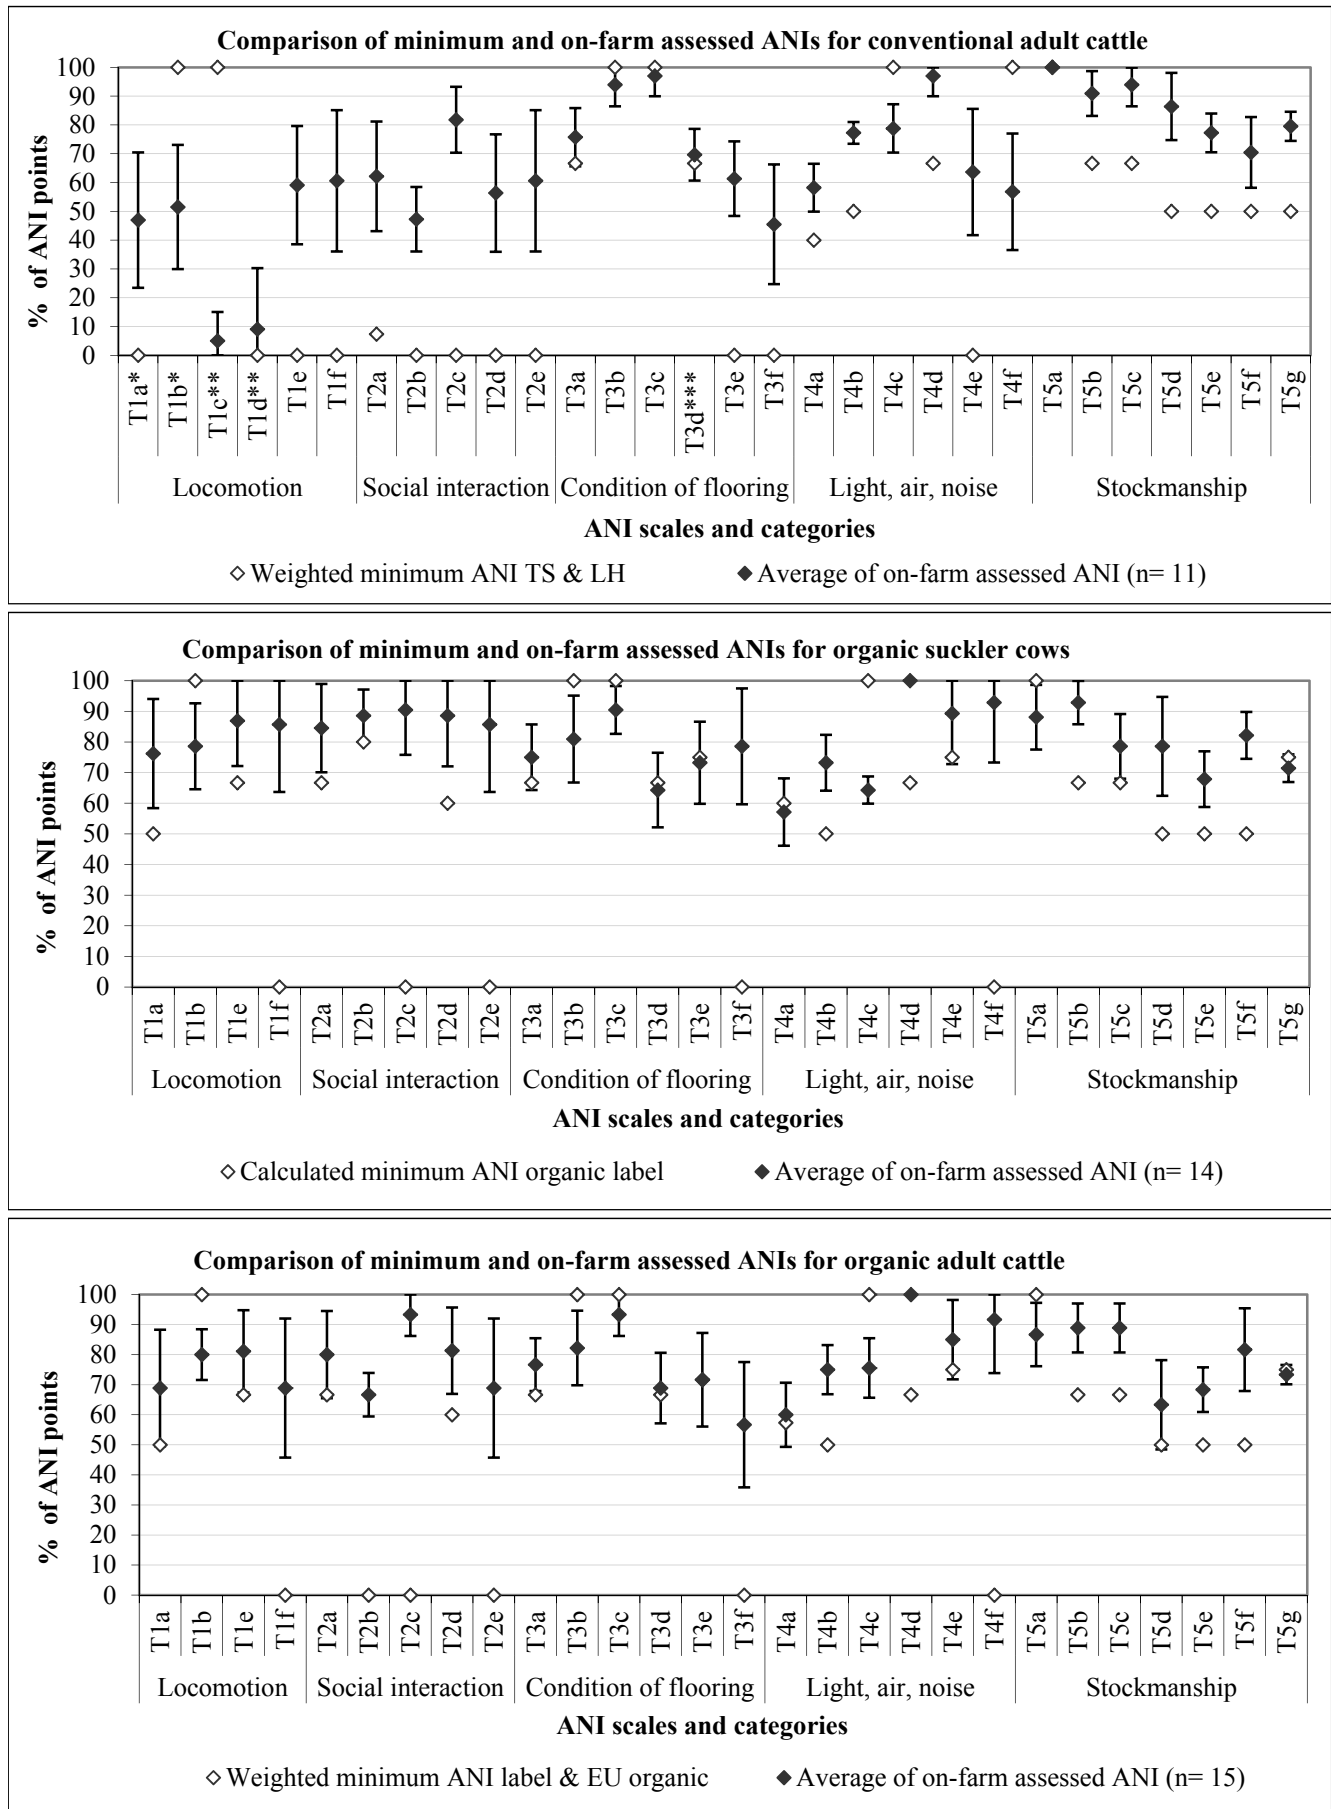 Comparison of minimum and on-farm assessed ANIs for conventional adult cattle
% of ANI points
100
90
80
70
60
50
40
30
20
10
0
T1a* T1b* T1c** T1d** T1e T1f T2a T2b T2c T2d T2e T3a T3b T3c T3d*** T3e T3f T4a T4b T4c T4d T4e T4f T5a T5b T5c T5d T5e T5f T5g
Locomotion Social interaction Condition of flooring Light, air, noise Stockmanship
ANI scales and categories
Weighted minimum ANI TS & LH Average of on-farm assessed ANI (n= 11)
Comparison of minimum and on-farm assessed ANIs for organic suckler cows
% of ANI points
100
90
80
70
60
50
40
30
20
10
0
T1a T1b T1e T1f T2a T2b T2c T2d T2e T3a T3b T3c T3d T3e T3f T4a T4b T4c T4d T4e T4f T5a T5b T5c T5d T5e T5f T5g
Locomotion Social interaction Condition of flooring Light, air, noise Stockmanship
ANI scales and categories
Calculated minimum ANI organic label Average of on-farm assessed ANI (n= 14)
Comparison of minimum and on-farm assessed ANIs for organic adult cattle
% of ANI points
100
90
80
70
60
50
40
30
20
10
0
T1a T1b T1e T1f T2a T2b T2c T2d T2e T3a T3b T3c T3d T3e T3f T4a T4b T4c T4d T4e T4f T5a T5b T5c T5d T5e T5f T5g
Locomotion Social interaction Condition of flooring Light, air, noise Stockmanship
ANI scales and categories
Weighted minimum ANI label & EU organic Average of on-farm assessed ANI (n= 15)